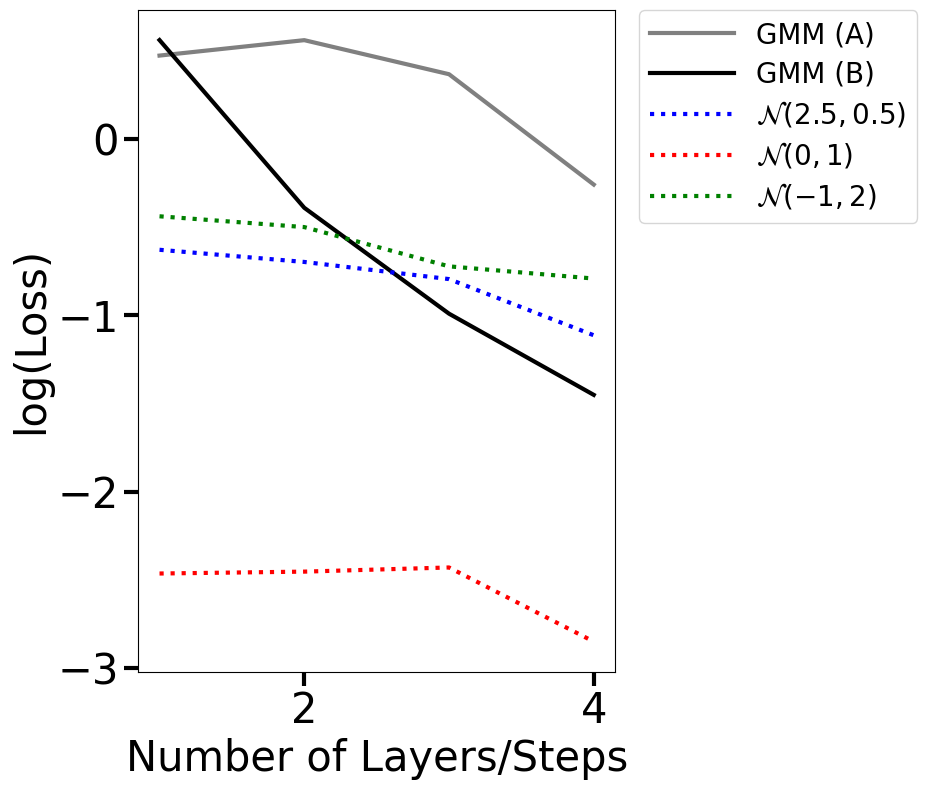 GMM (A)
GMM (B)
𝒩(2.5, 0.5)
𝒩(0, 1)
𝒩(−1, 2)
log(Loss)
0
−1
−2
−3
2 4
Number of Layers/Steps